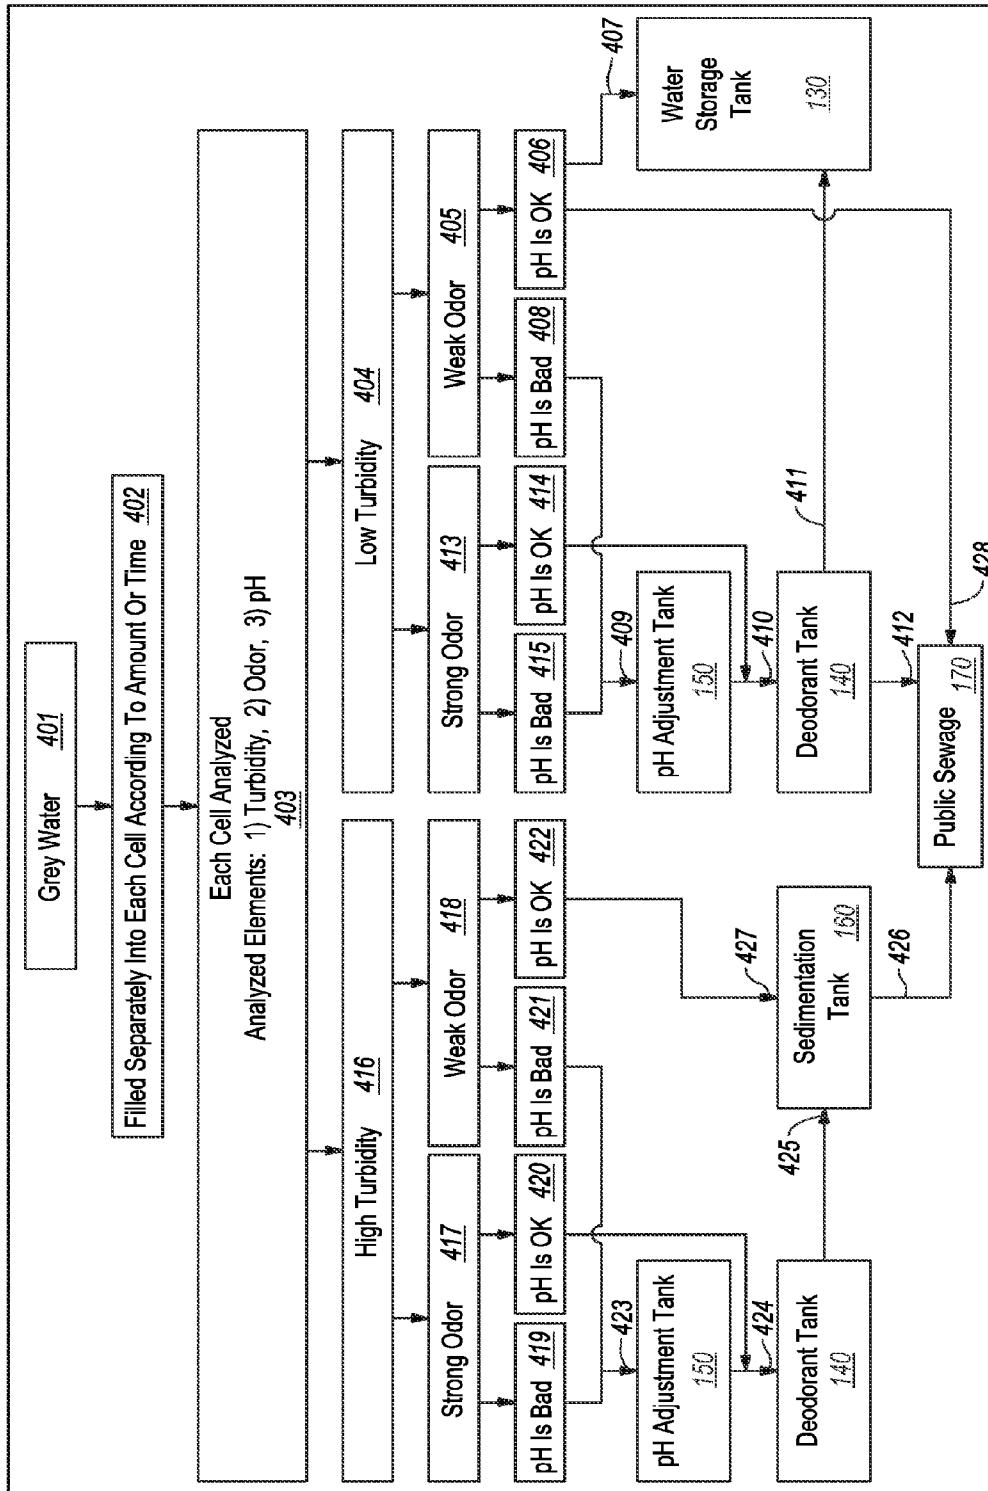 Grey Water 401
Filled Separately Into Each Cell According To Amount Or Time 402
Each Cell Analyzed
Analyzed Elements: 1) Turbidity, 2) Odor, 3) pH
403
High Turbidity 416
Low Turbidity 404
Strong Odor 417
Weak Odor 418
Strong Odor 413
Weak Odor 405
pH Is Bad 419
pH Is OK 420
pH Is Bad 421
pH Is OK 422
pH Is Bad 415
pH Is OK 414
pH Is Bad 408
pH Is OK 406
423
409
407
pH Adjustment Tank
150
pH Adjustment Tank
150
Water
Storage
Tank
130
424
427
410
Deodorant Tank
140
425
Sedimentation
Tank
160
Deodorant Tank
140
411
426
412
428
Public Sewage
170